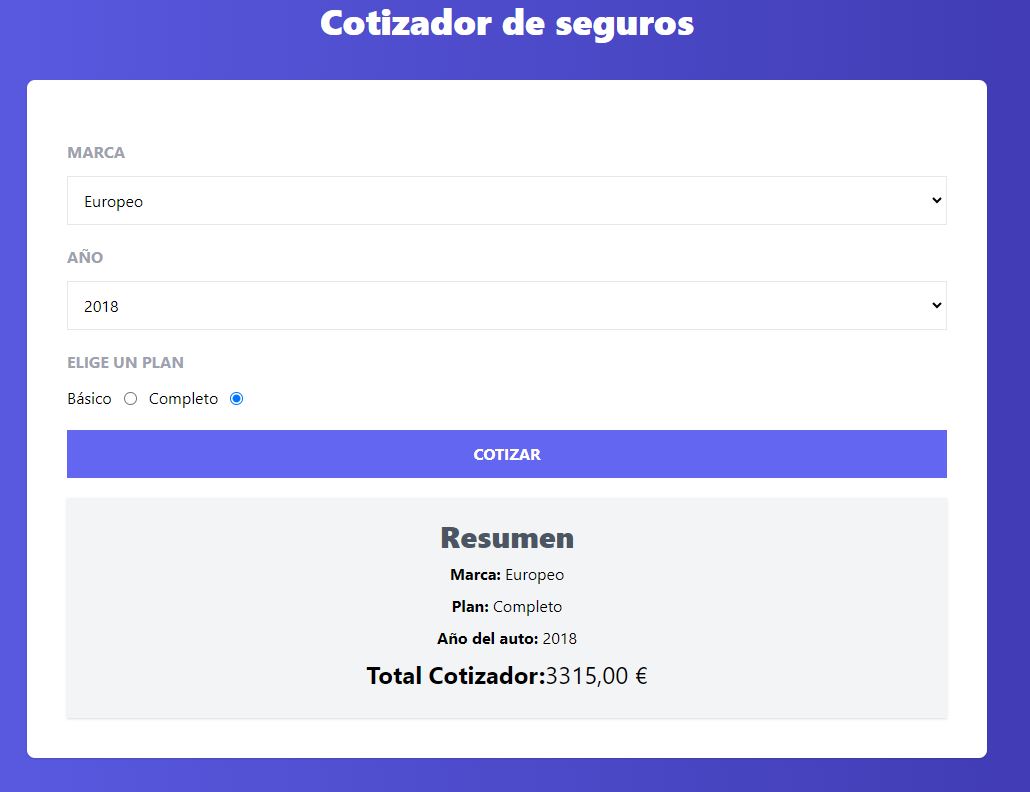 Cotizador de seguros
MARCA
Europeo
AÑO
2018
ELIGE UN PLAN
Básico Completo
COTIZAR
Resumen
Marca: Europeo
Plan: Completo
Año del auto: 2018
Total Cotizador:3315,00 €